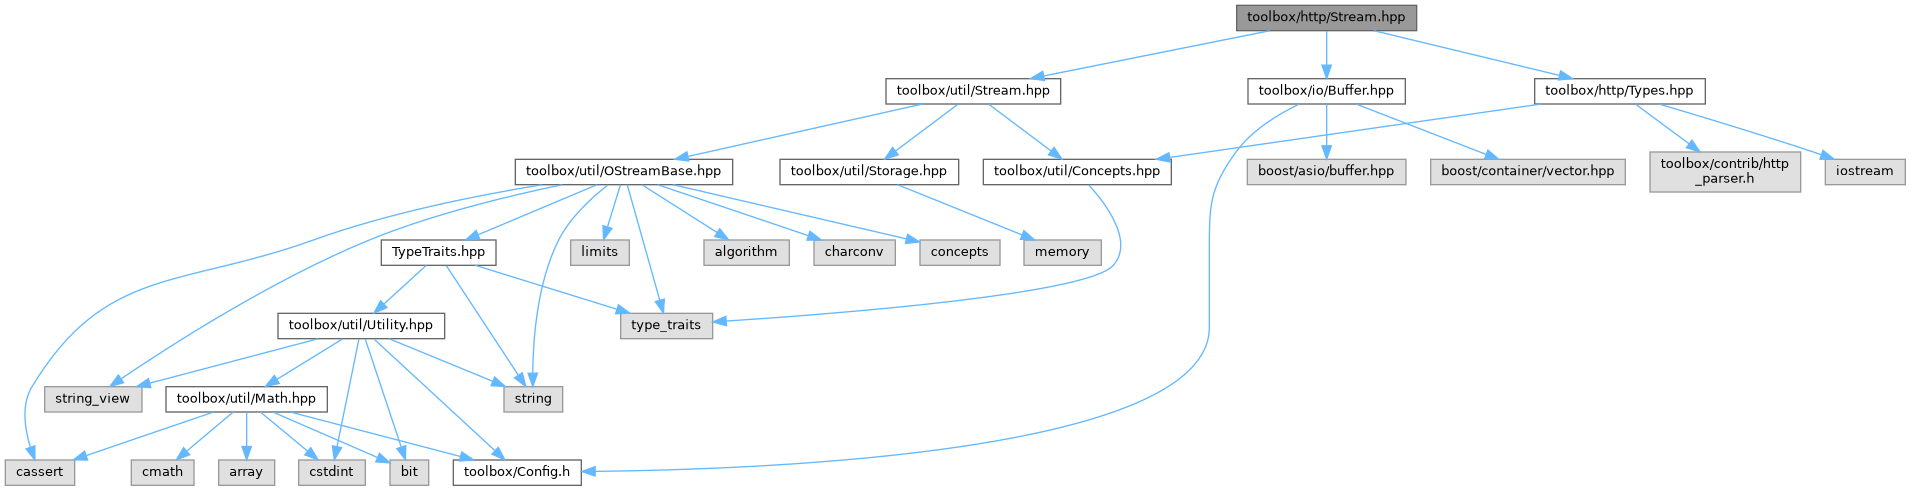 toolbox/http/Stream.hpp
toolbox/util/Stream.hpp
toolbox/io/Buffer.hpp
toolbox/http/Types.hpp
toolbox/util/OStreamBase.hpp
toolbox/util/Storage.hpp
toolbox/util/Concepts.hpp
boost/asio/buffer.hpp
boost/container/vector.hpp
toolbox/contrib/http
_parser.h
iostream
TypeTraits.hpp
limits
algorithm
charconv
concepts
memory
toolbox/util/Utility.hpp
type_traits
string_view
toolbox/util/Math.hpp
string
cassert
cmath
array
cstdint
bit
toolbox/Config.h